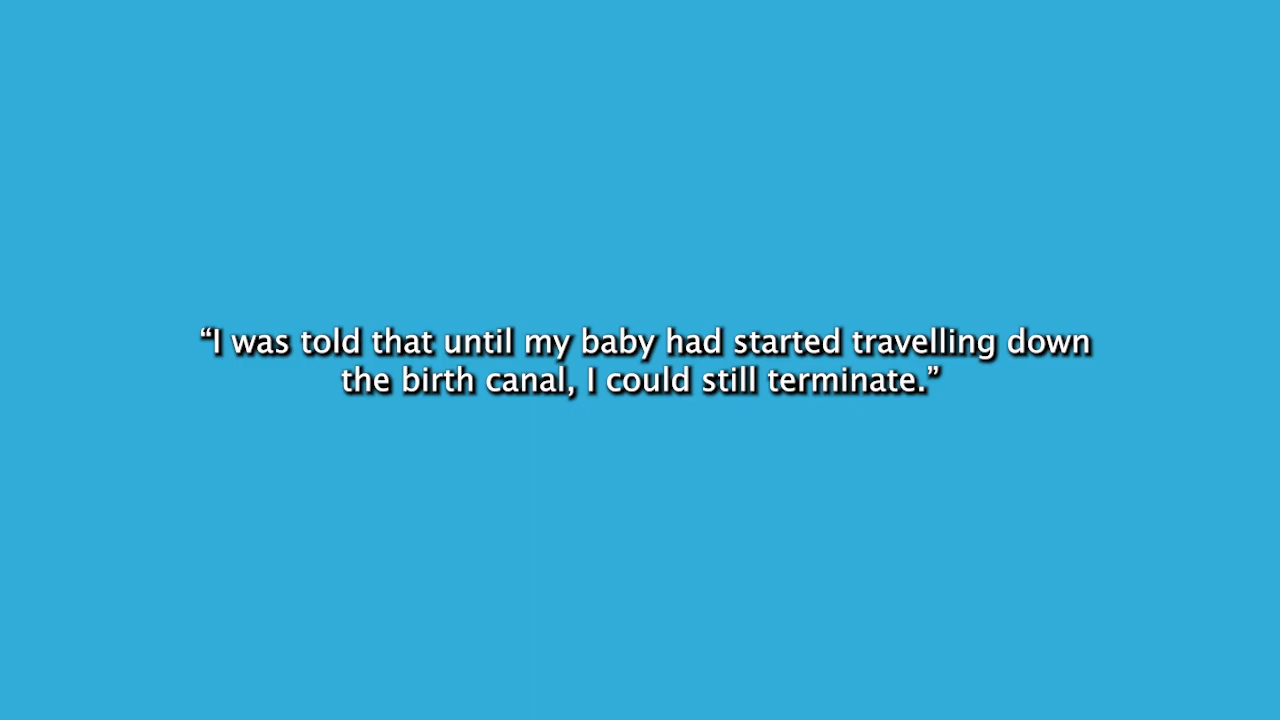 “I was told that until my baby had started travelling down
the birth canal, I could still terminate.”